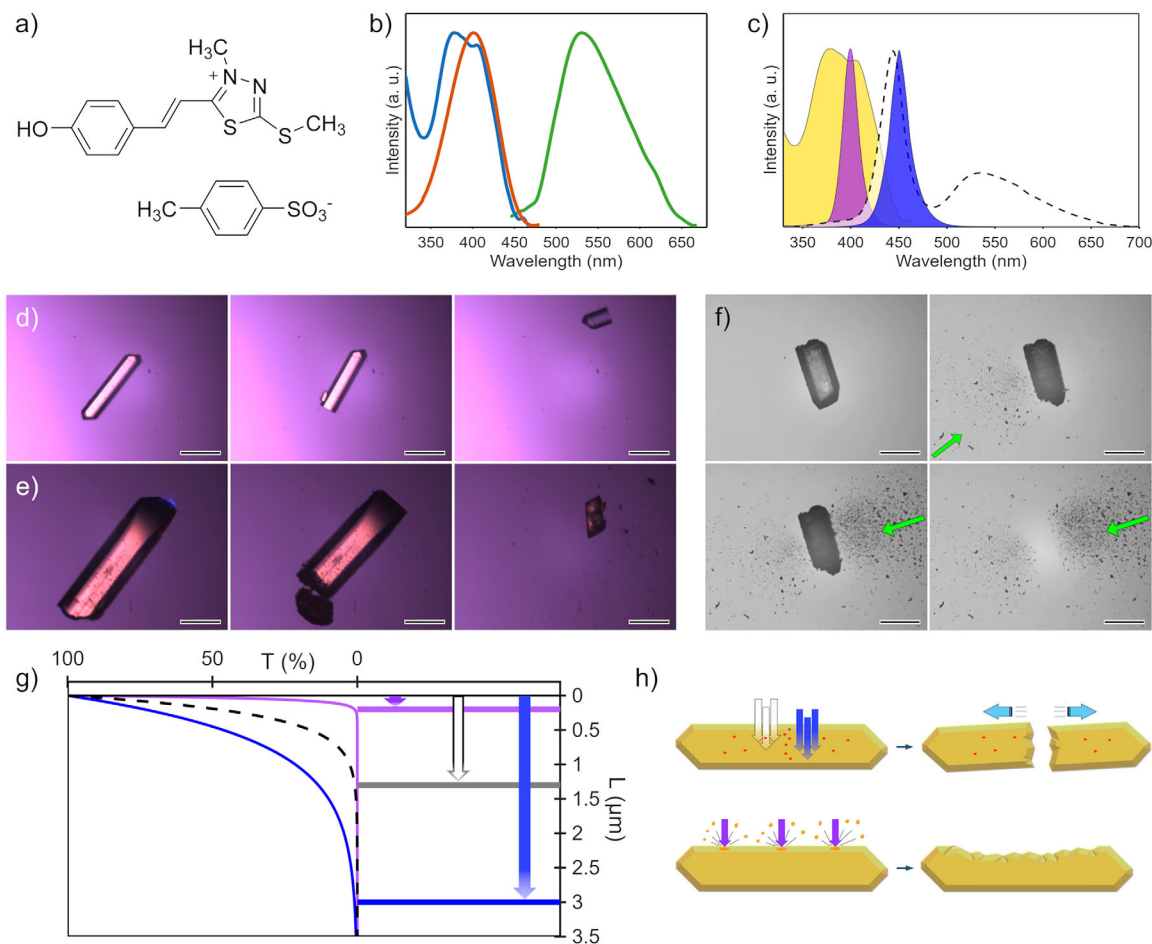 a)
H3C
N
+
N
S
S
CH3
HO
H3C
SO3-
b)
Intensity (a. u.)
350 400 450 500 550 600 650
Wavelength (nm)
c)
Intensity (a. u.)
350 400 450 500 550 600 650 700
Wavelength (nm)
d)
e)
f)
g)
100 50 T (%) 0
0
0.5
1
1.5
2
2.5
3
3.5
L (µm)
h)